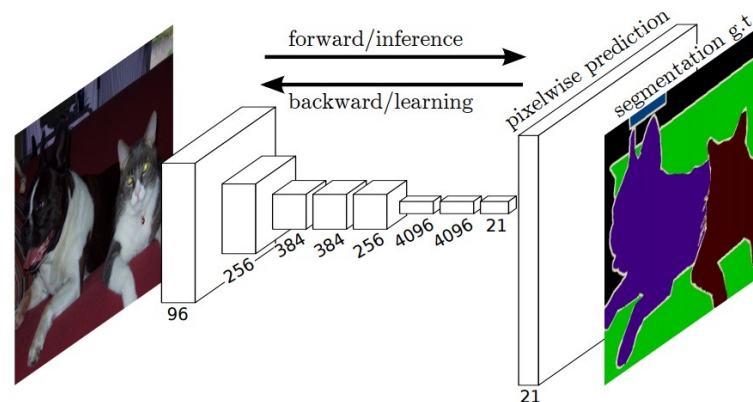 forward/inference
backward/learning
pixelwise prediction
segmentation g.t.
96
256
384
384
256
4096
4096
21
21